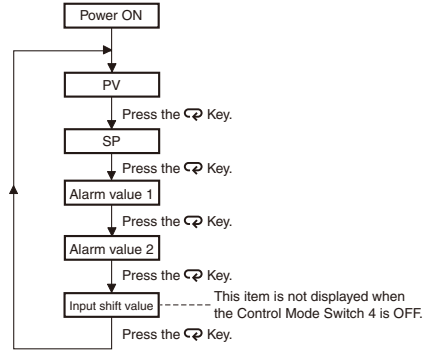 Power ON
PV
Press the Key.
SP
Press the Key.
Alarm value 1
Press the Key.
Alarm value 2
Press the Key.
Input shift value
This item is not displayed when
the Control Mode Switch 4 is OFF.
Press the Key.